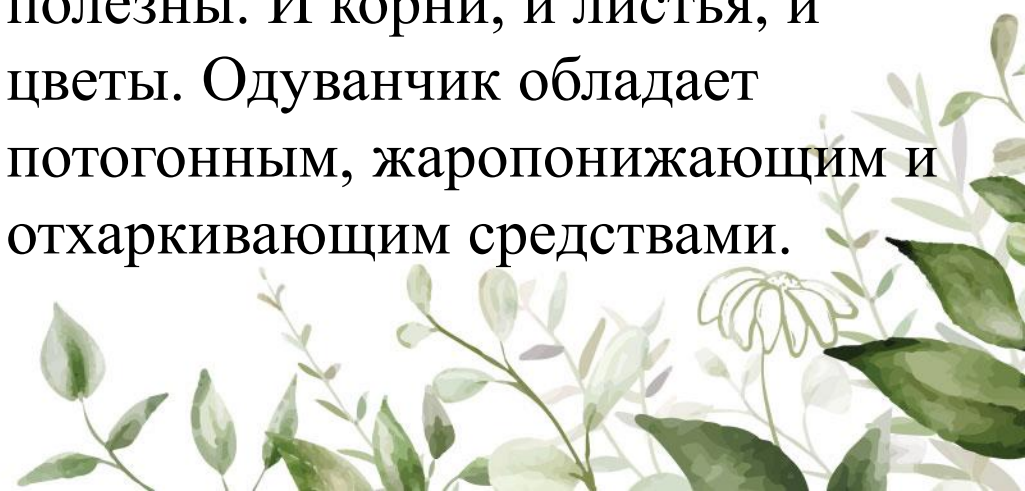 полезны. И корни, и листья, и
цветы. Одуванчик обладает
потогонным, жаропонижающим и
отхаркивающим средствами.